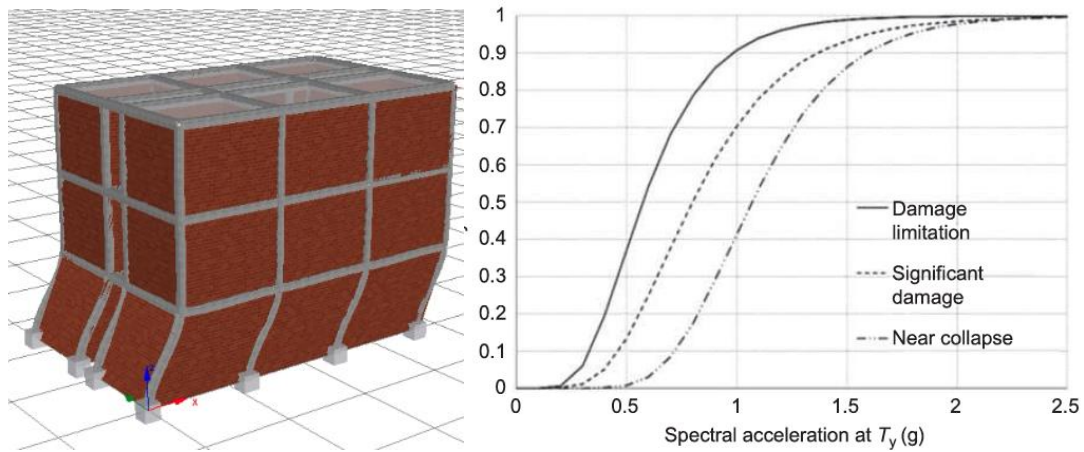 x
1
0.9
0.8
0.7
0.6
0.5
0.4
0.3
0.2
0.1
0
Damage
limitation
Significant
damage
Near collapse
0 0.5 1 1.5 2 2.5
Spectral acceleration at Ty (g)